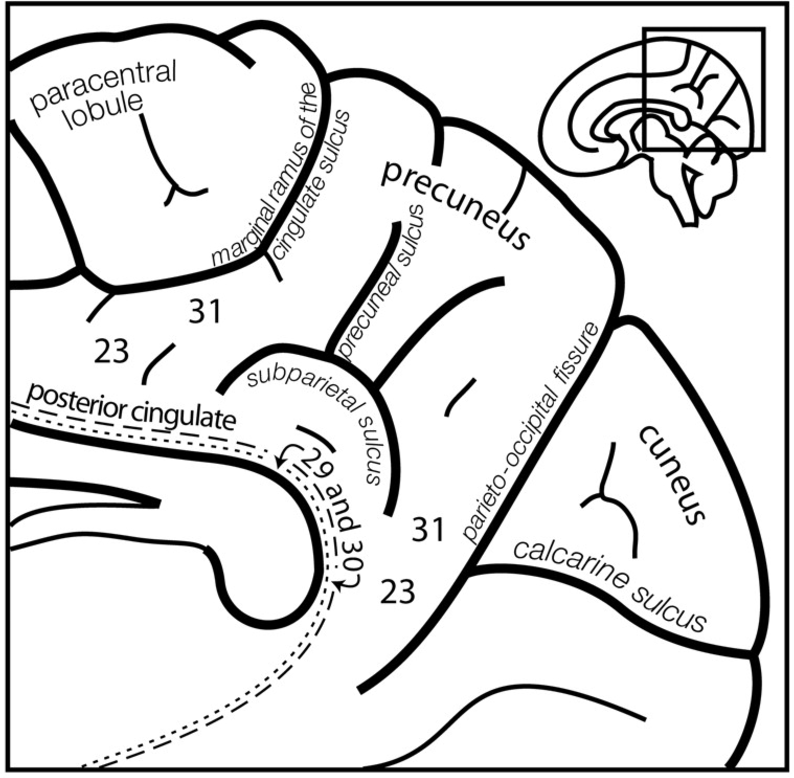 paracentral
lobule
marginal ramus of the
cingulate sulcus
precuneus
precuneal sulcus
31
23
subparietal sulcus
posterior cingulate
29 and 30
parieto-occipital fissure
cuneus
31
calcarine sulcus
23